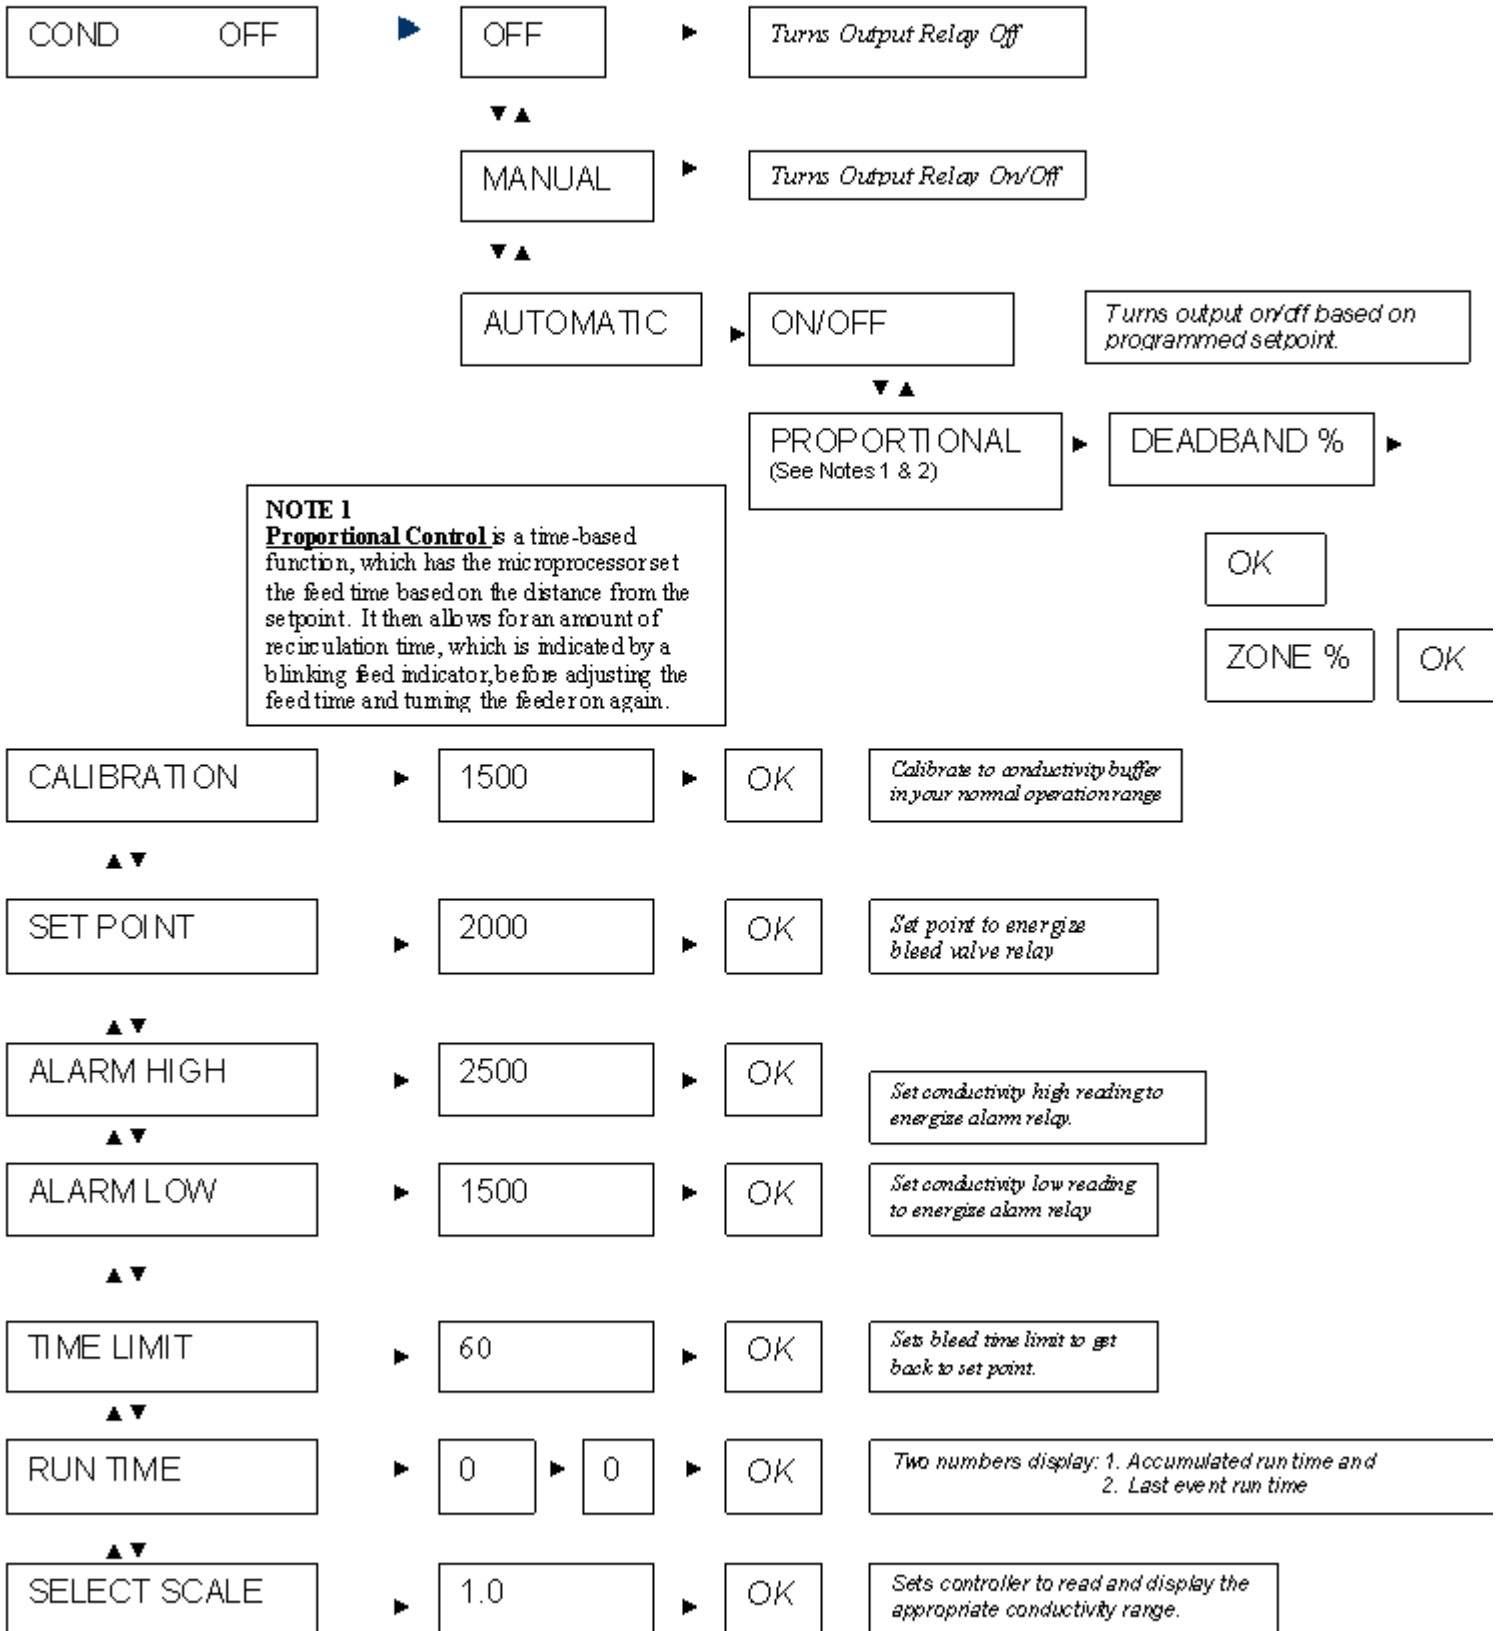 COND OFF
OFF
Turns Output Relay Off
MANUAL
Turns Output Relay On/Off
AUTOMATIC
ON/OFF
Turns output on/off based on
programmed setpoint.
PROPORTIONAL
(See Notes 1 & 2)
DEADBAND %
NOTE 1
Proportional Control is a time-based
function, which has the microprocessor set
the feed time based on the distance from the
setpoint. It then allows for an amount of
recirculation time, which is indicated by a
blinking feed indicator, before adjusting the
feed time and turning the feeder on again.
OK
ZONE %
OK
CALIBRATION
1500
OK
Calibrate to conductivity buffer
in your normal operation range
SET POINT
2000
OK
Set point to energize
bleed valve relay
ALARM HIGH
2500
OK
Set conductivity high reading to
energize alarm relay.
ALARM LOW
1500
OK
Set conductivity low reading
to energize alarm relay
TIME LIMIT
60
OK
Sets bleed time limit to get
back to set point.
RUN TIME
0
0
OK
Two numbers display: 1. Accumulated run time and
2. Last event run time
SELECT SCALE
1.0
OK
Sets controller to read and display the
appropriate conductivity range.